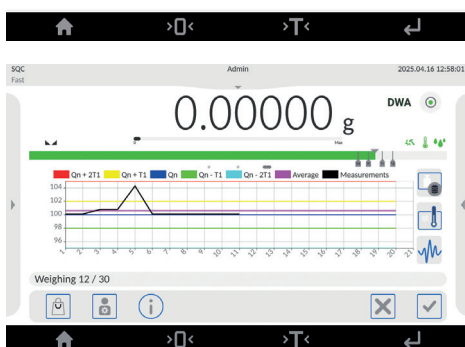 >0<
>T<
SQC
Admin
2025.04.16 12:58:01
Fast
0.00000 g
DWA
0
Max
Qn + 2T1
Qn + T1
Qn
Qn - T1
Qn - 2T1
Average
Measurements
104
102
100
98
96
1 2 3 4 5 6 7 8 9 10 11 12 13 14 15 16 17 18 19 20 21
Weighing 12 / 30
>0<
>T<